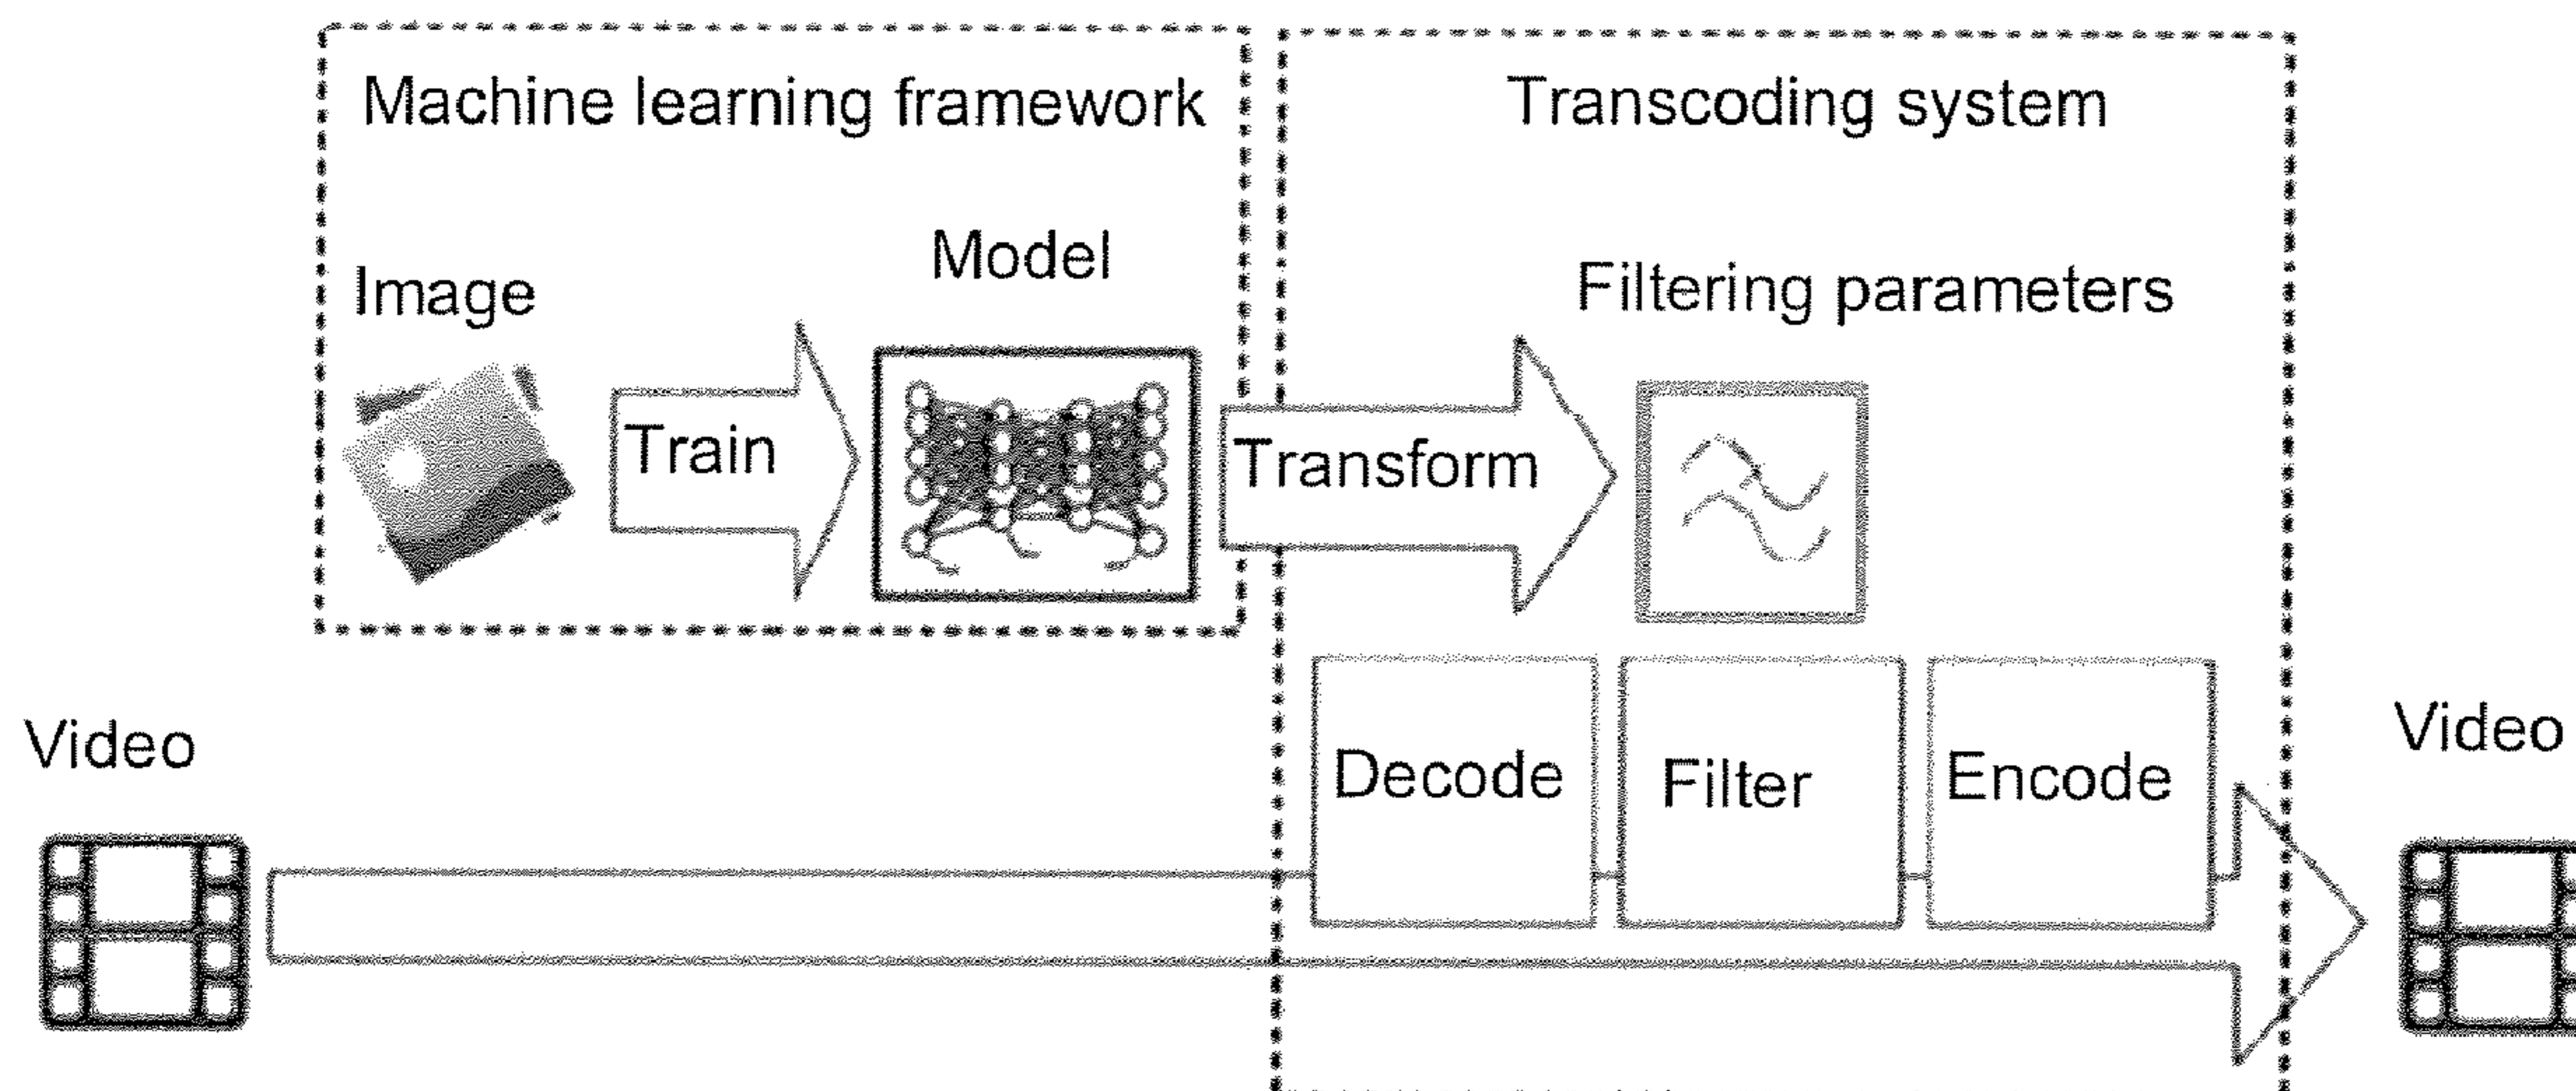 Machine learning framework
Transcoding system
Image
Model
Filtering parameters
Train
Transform
Video
Decode
Filter
Encode
Video